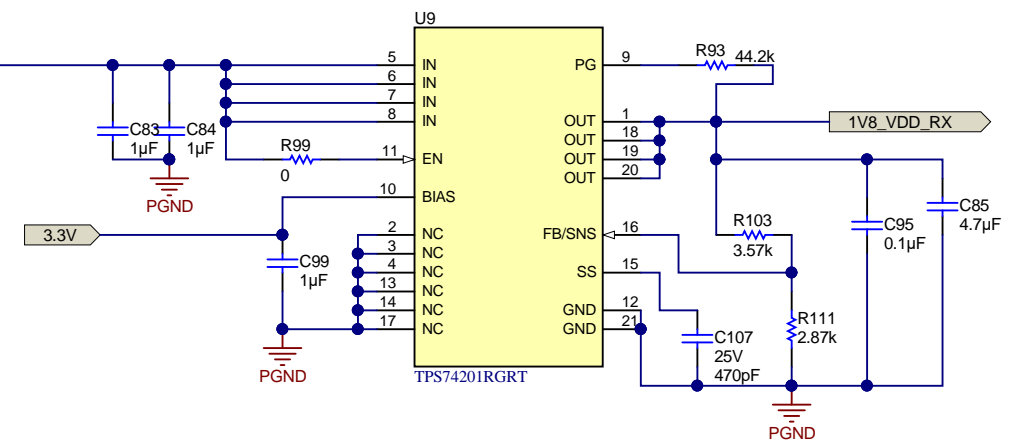 U9
5 IN
6 IN
7 IN
8 IN
C83
1µF
C84
1µF
PGND
R99
0
11 EN
10 BIAS
3.3V
C99
1µF
PGND
2 NC
3 NC
4 NC
13 NC
14 NC
17 NC
PG 9
R93 44.2k
OUT 1
OUT 18
OUT 19
OUT 20
1V8_VDD_RX
FB/SNS 16
SS 15
GND 12
GND 21
R103
3.57k
C95
0.1µF
C85
4.7µF
C107
25V
470pF
R111
2.87k
PGND
TPS74201RGRT